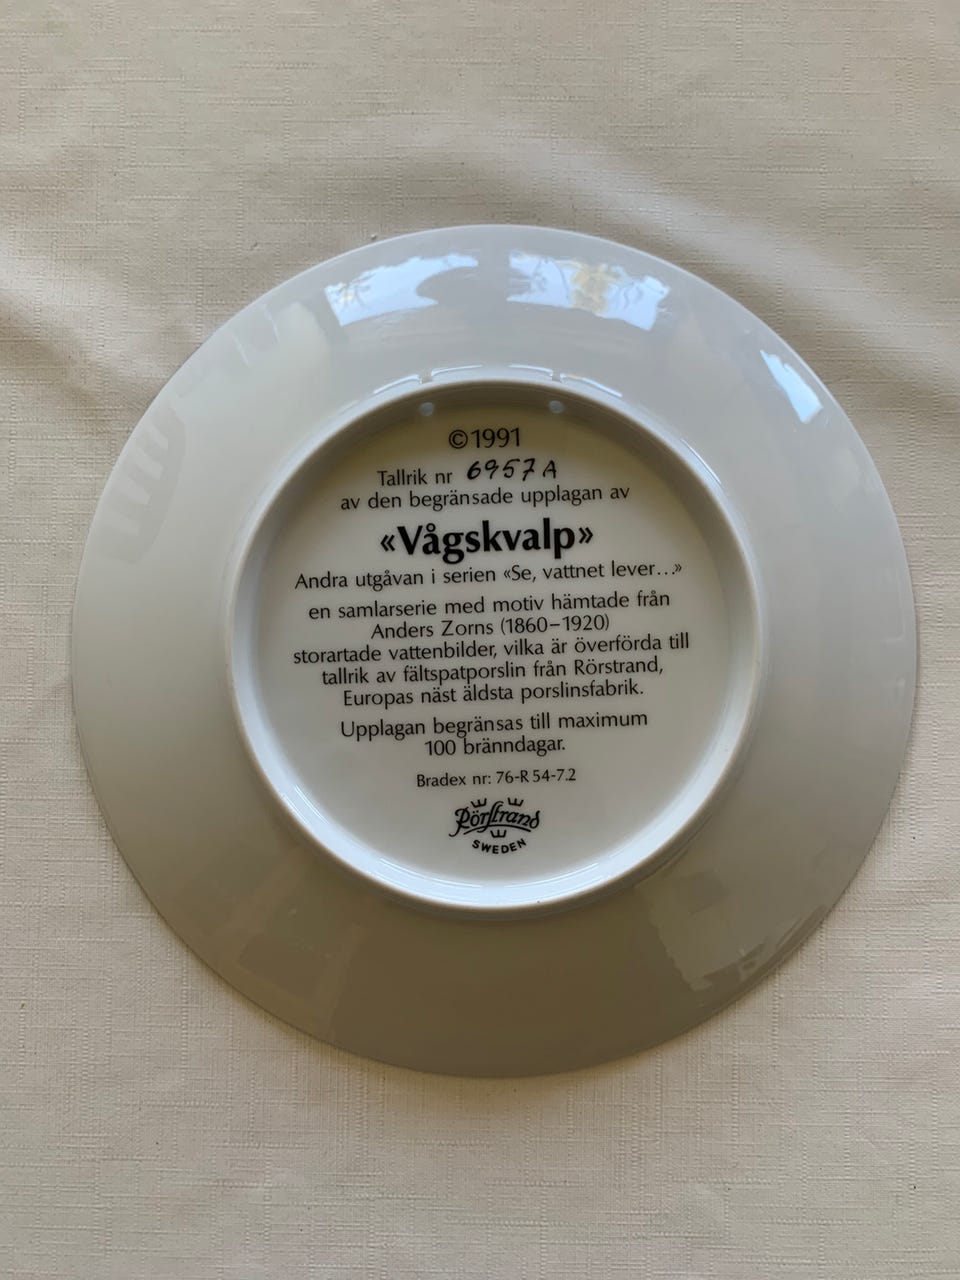 ©1991
Tallrik nr 6957A
av den begränsade upplagan av
«Vågskvalp»
Andra utgåvan i serien «Se, vattnet lever...»
en samlarserie med motiv hämtade från
Anders Zorns (1860–1920)
storartade vattenbilder, vilka är överförda till
tallrik av fältspatporslin från Rörstrand,
Europas näst äldsta porslinsfabrik.
Upplagan begränsas till maximum
100 bränndagar.
Bradex nr: 76-R 54-7.2
Rörstrand
SWEDEN